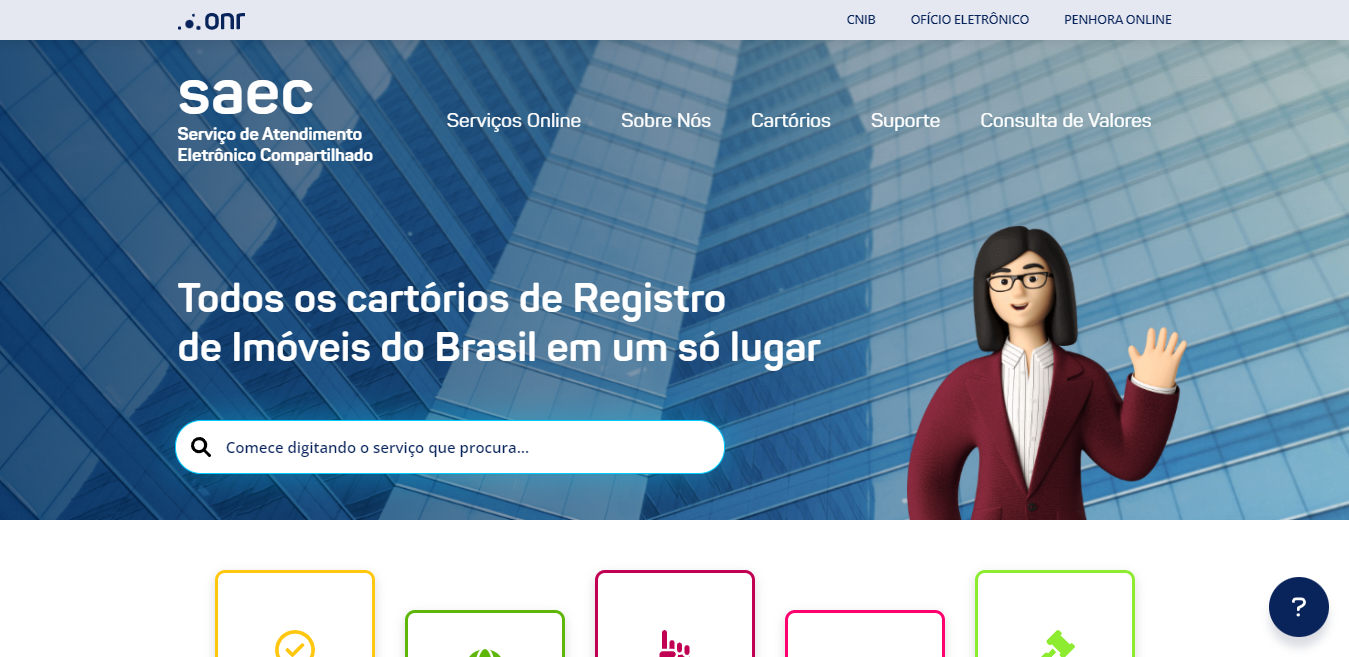 onr
CNIB
OFÍCIO ELETRÔNICO
PENHORA ONLINE
saec
Serviço de Atendimento
Eletrônico Compartilhado
Serviços Online
Sobre Nós
Cartórios
Suporte
Consulta de Valores
Todos os cartórios de Registro
de Imóveis do Brasil em um só lugar
Comece digitando o serviço que procura...
?